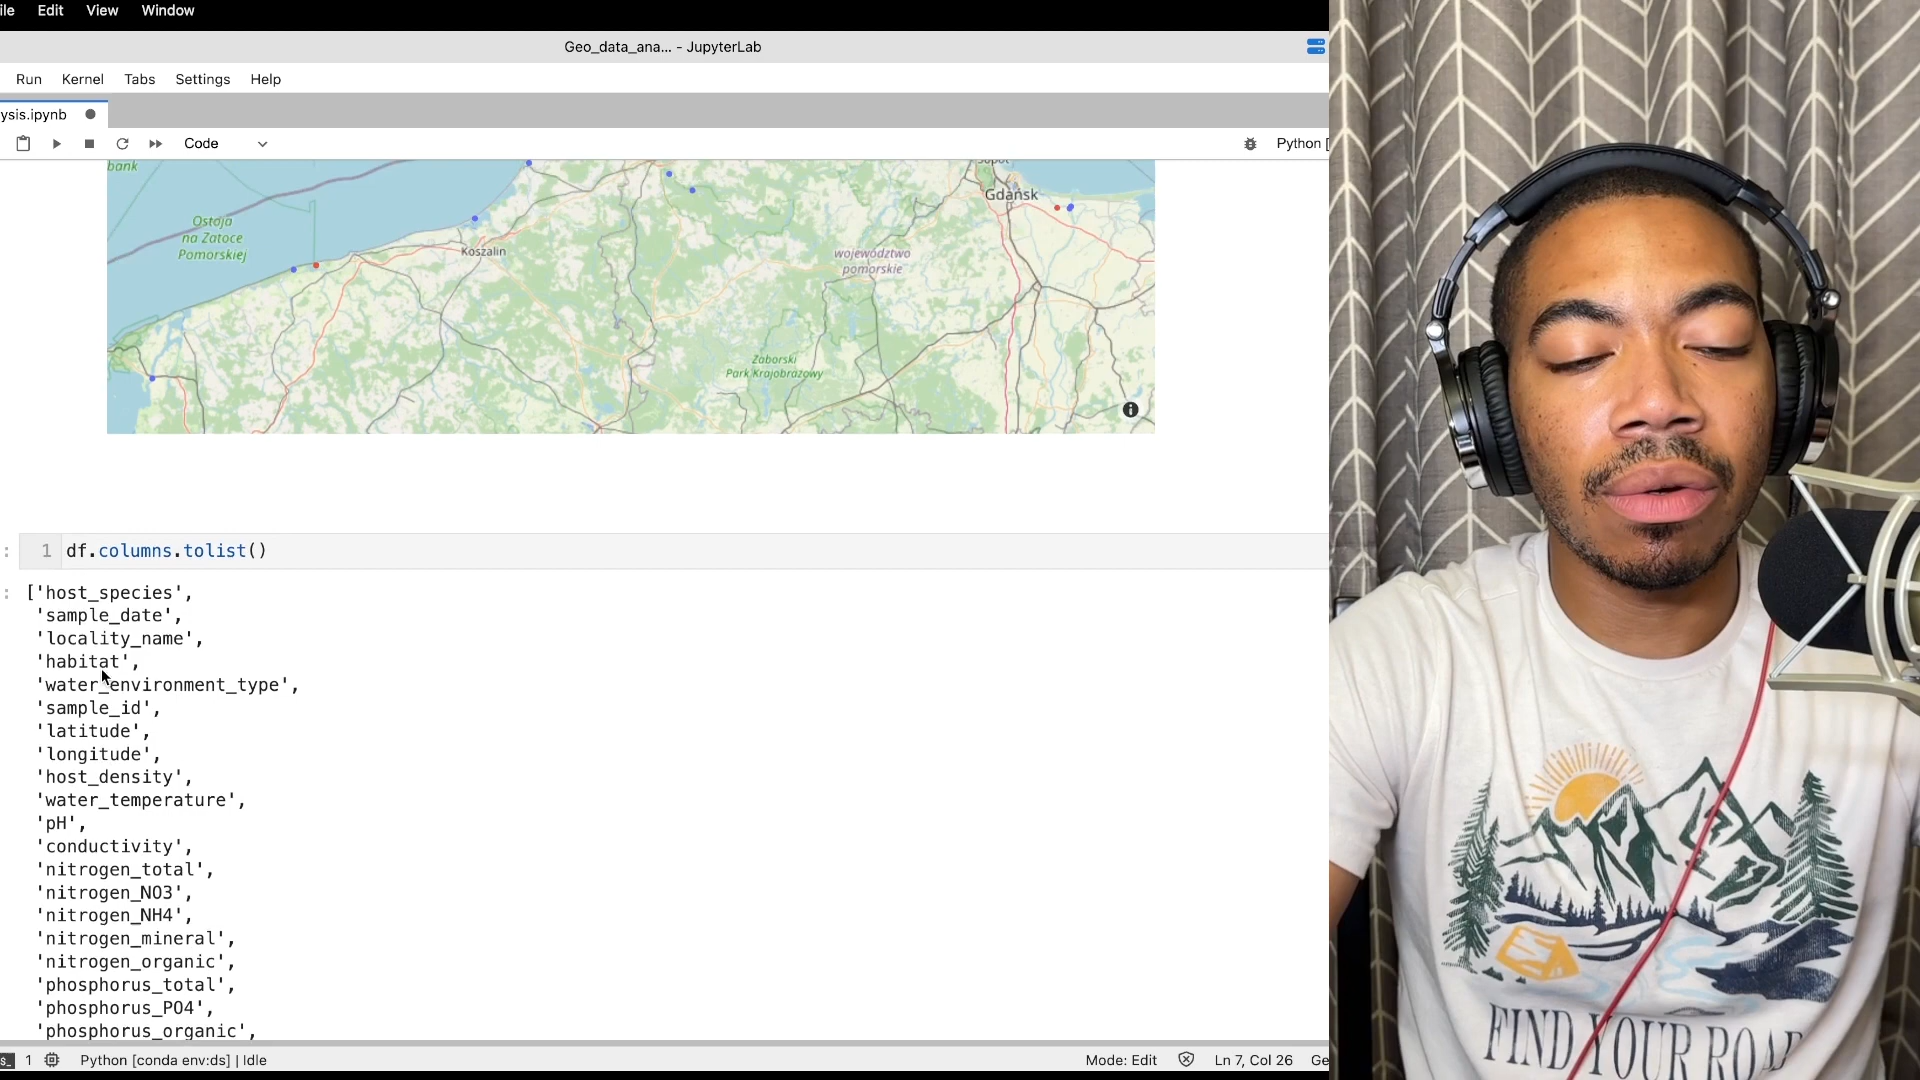 ile Edit View Window
Geo_data_ana... - JupyterLab
Run Kernel Tabs Settings Help
ysis.ipynb
Code
Python [
bank
Gdańsk
Ostoja
na Zatoce
Pomorskiej
Koszalin
województwo
pomorskie
Zaborski
Park Krajobrazowy
1 df.columns.tolist()
['host_species',
'sample_date',
'locality_name',
'habitat',
'water_environment_type',
'sample_id',
'latitude',
'longitude',
'host_density',
'water_temperature',
'pH',
'conductivity',
'nitrogen_total',
'nitrogen_NO3',
'nitrogen_NH4',
'nitrogen_mineral',
'nitrogen_organic',
'phosphorus_total',
'phosphorus_PO4',
'phosphorus_organic',
1 Python [conda env:ds] | Idle
Mode: Edit Ln 7, Col 26 Ge
FIND YOUR ROAD